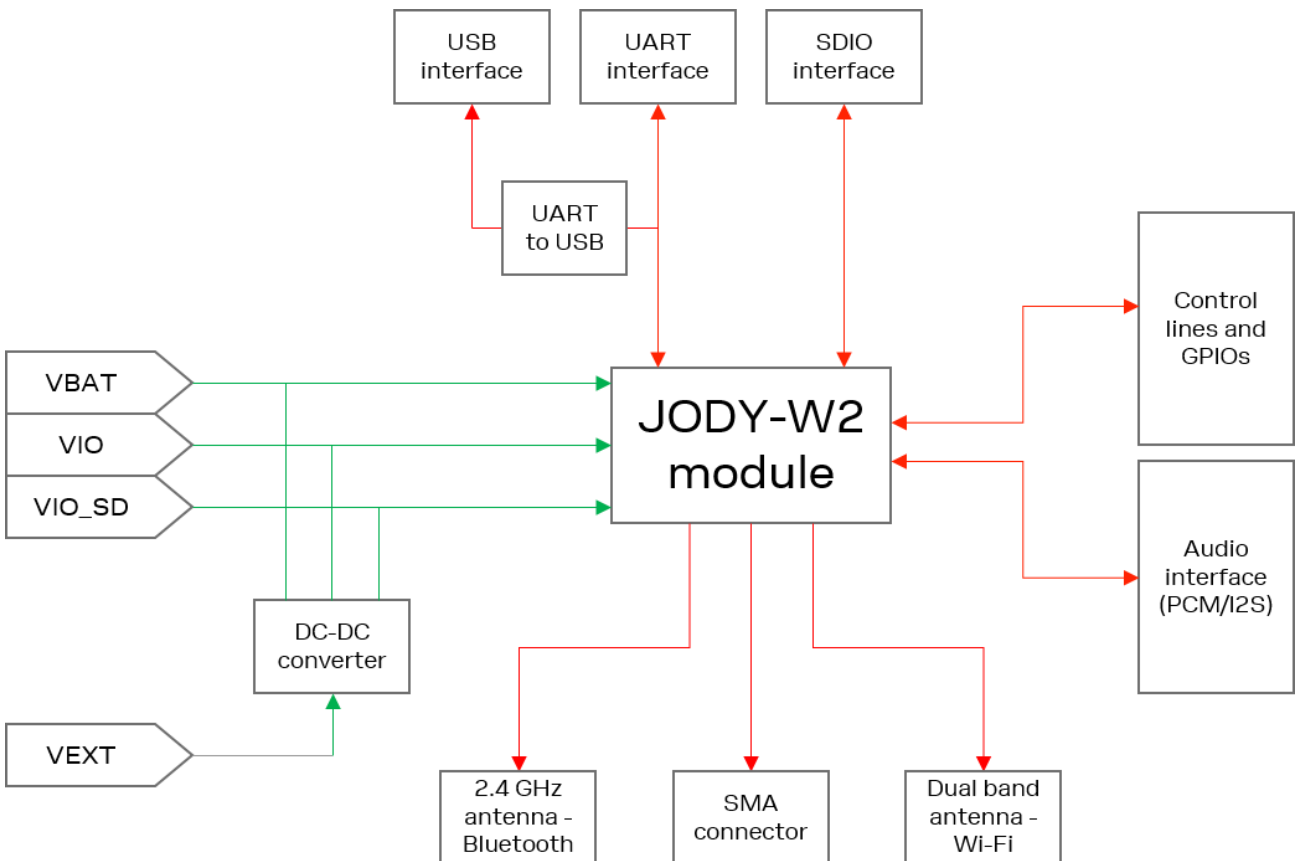 USB
interface
UART
interface
SDIO
interface
UART
to USB
Control
lines and
GPIOs
VBAT
VIO
VIO_SD
JODY-W2
module
Audio
interface
(PCM/I2S)
DC-DC
converter
VEXT
2.4 GHz
antenna -
Bluetooth
SMA
connector
Dual band
antenna -
Wi-Fi